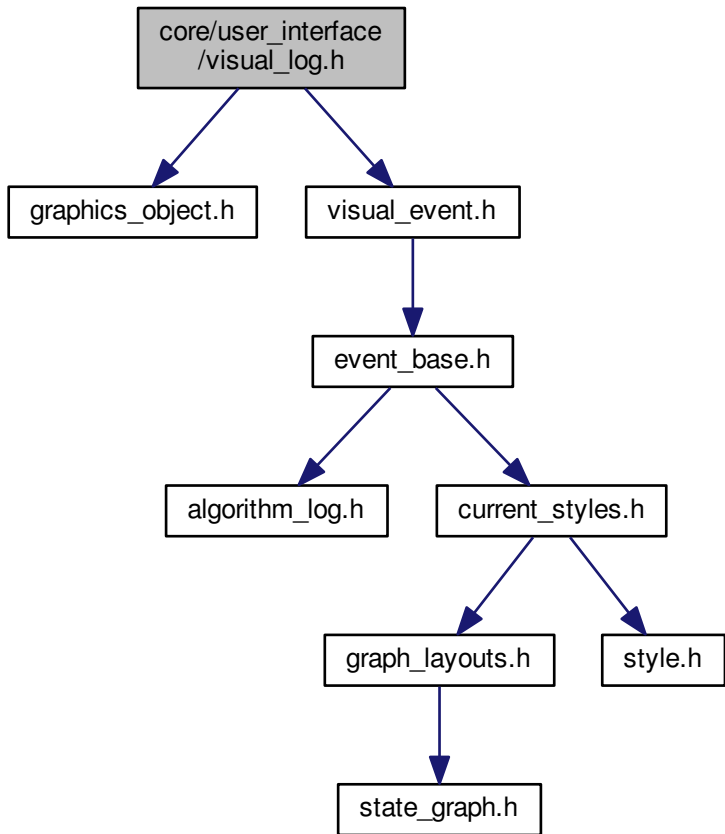 core/user_interface
/visual_log.h
graphics_object.h
visual_event.h
event_base.h
algorithm_log.h
current_styles.h
graph_layouts.h
style.h
state_graph.h